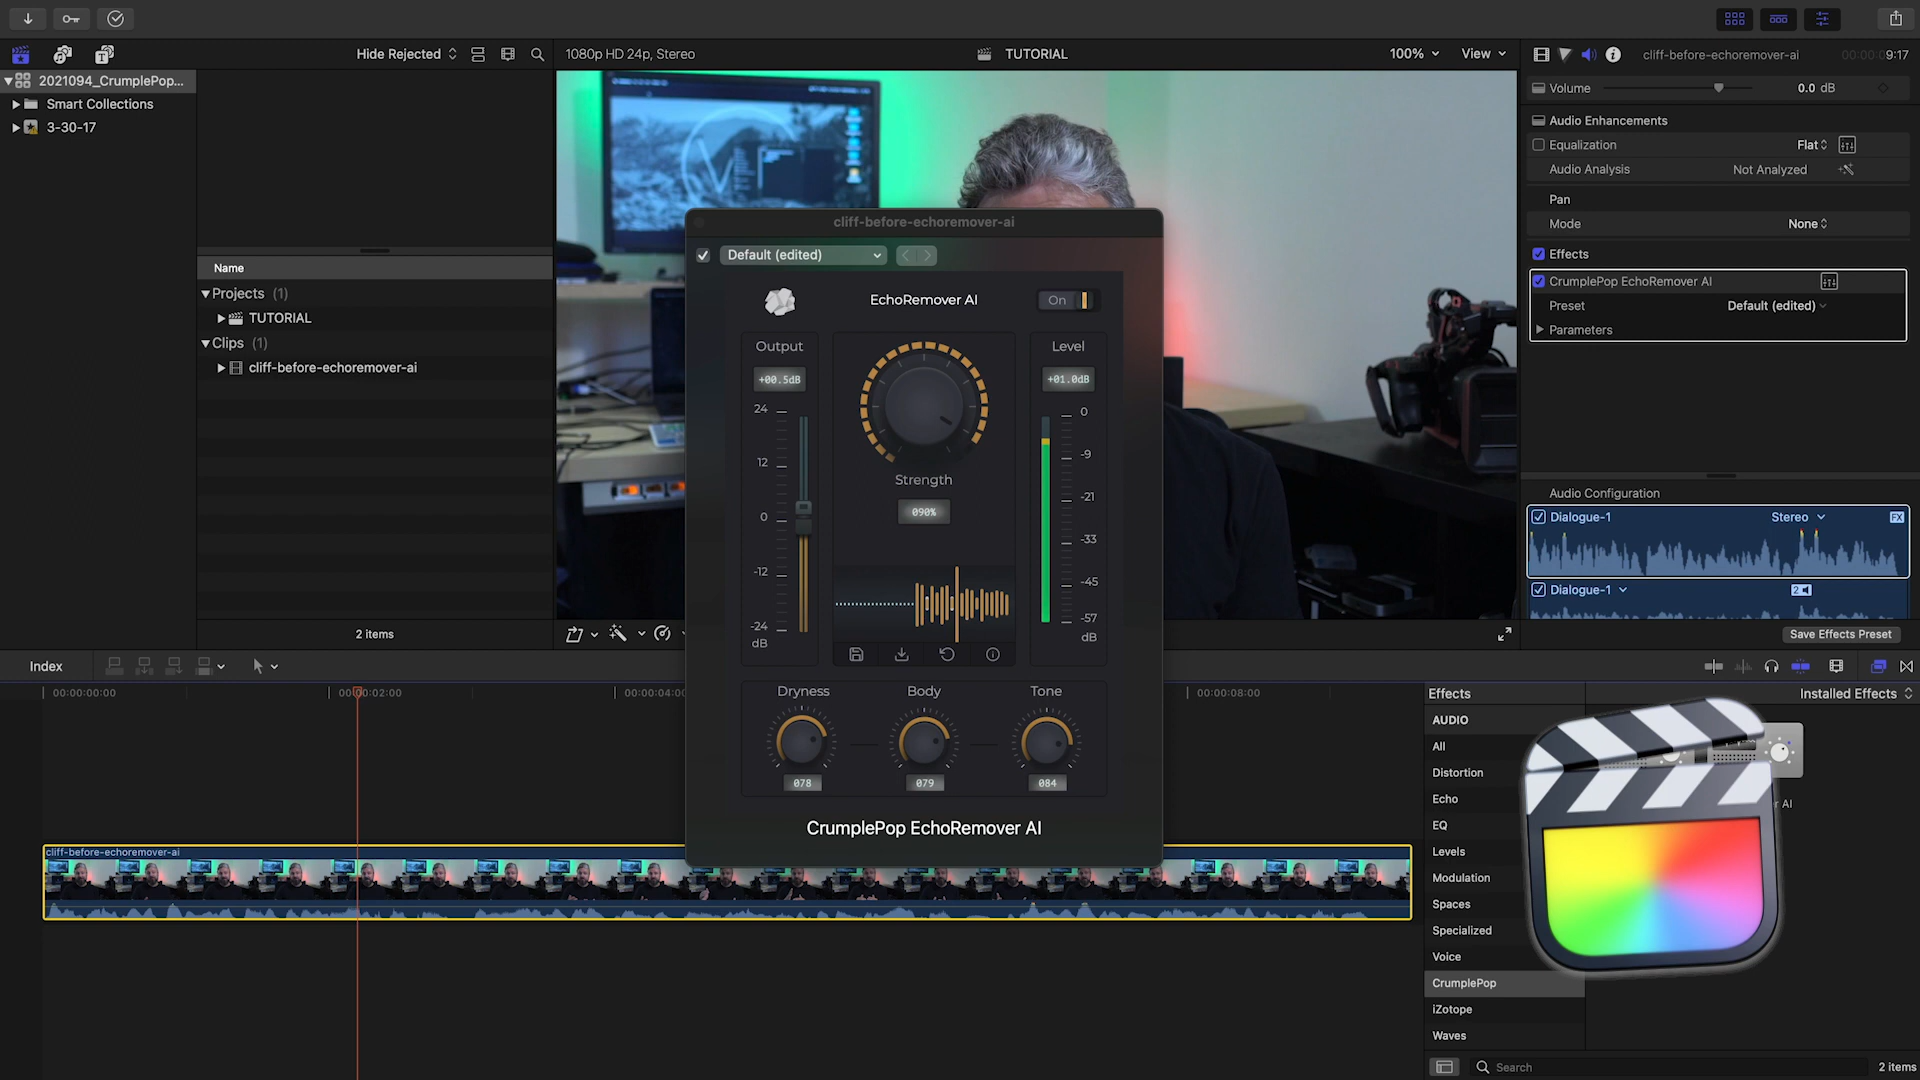 Hide Rejected
1080p HD 24p, Stereo
TUTORIAL
100%
View
cliff-before-echoremover-ai
00:00:09:17
2021094_CrumplePop...
Smart Collections
3-30-17
Name
Projects (1)
TUTORIAL
Clips (1)
cliff-before-echoremover-ai
2 items
Volume
0.0 dB
Audio Enhancements
Equalization
Flat
Audio Analysis
Not Analyzed
Pan
Mode
None
Effects
CrumplePop EchoRemover AI
Preset
Default (edited)
Parameters
Audio Configuration
Dialogue-1
Stereo
FX
Dialogue-1
2
Save Effects Preset
cliff-before-echoremover-ai
Default (edited)
EchoRemover AI
On
Output
+00.5dB
24
12
0
-12
-24
dB
Strength
090%
Level
+01.0dB
0
-9
-21
-33
-45
-57
dB
Dryness
Body
Tone
078
079
084
CrumplePop EchoRemover AI
Index
00:00:00:00
00:00:02:00
00:00:04:00
00:00:08:00
cliff-before-echoremover-ai
Effects
Installed Effects
AUDIO
All
Distortion
Echo
EQ
Levels
Modulation
Spaces
Specialized
Voice
CrumplePop
iZotope
Waves
r AI
Search
2 items